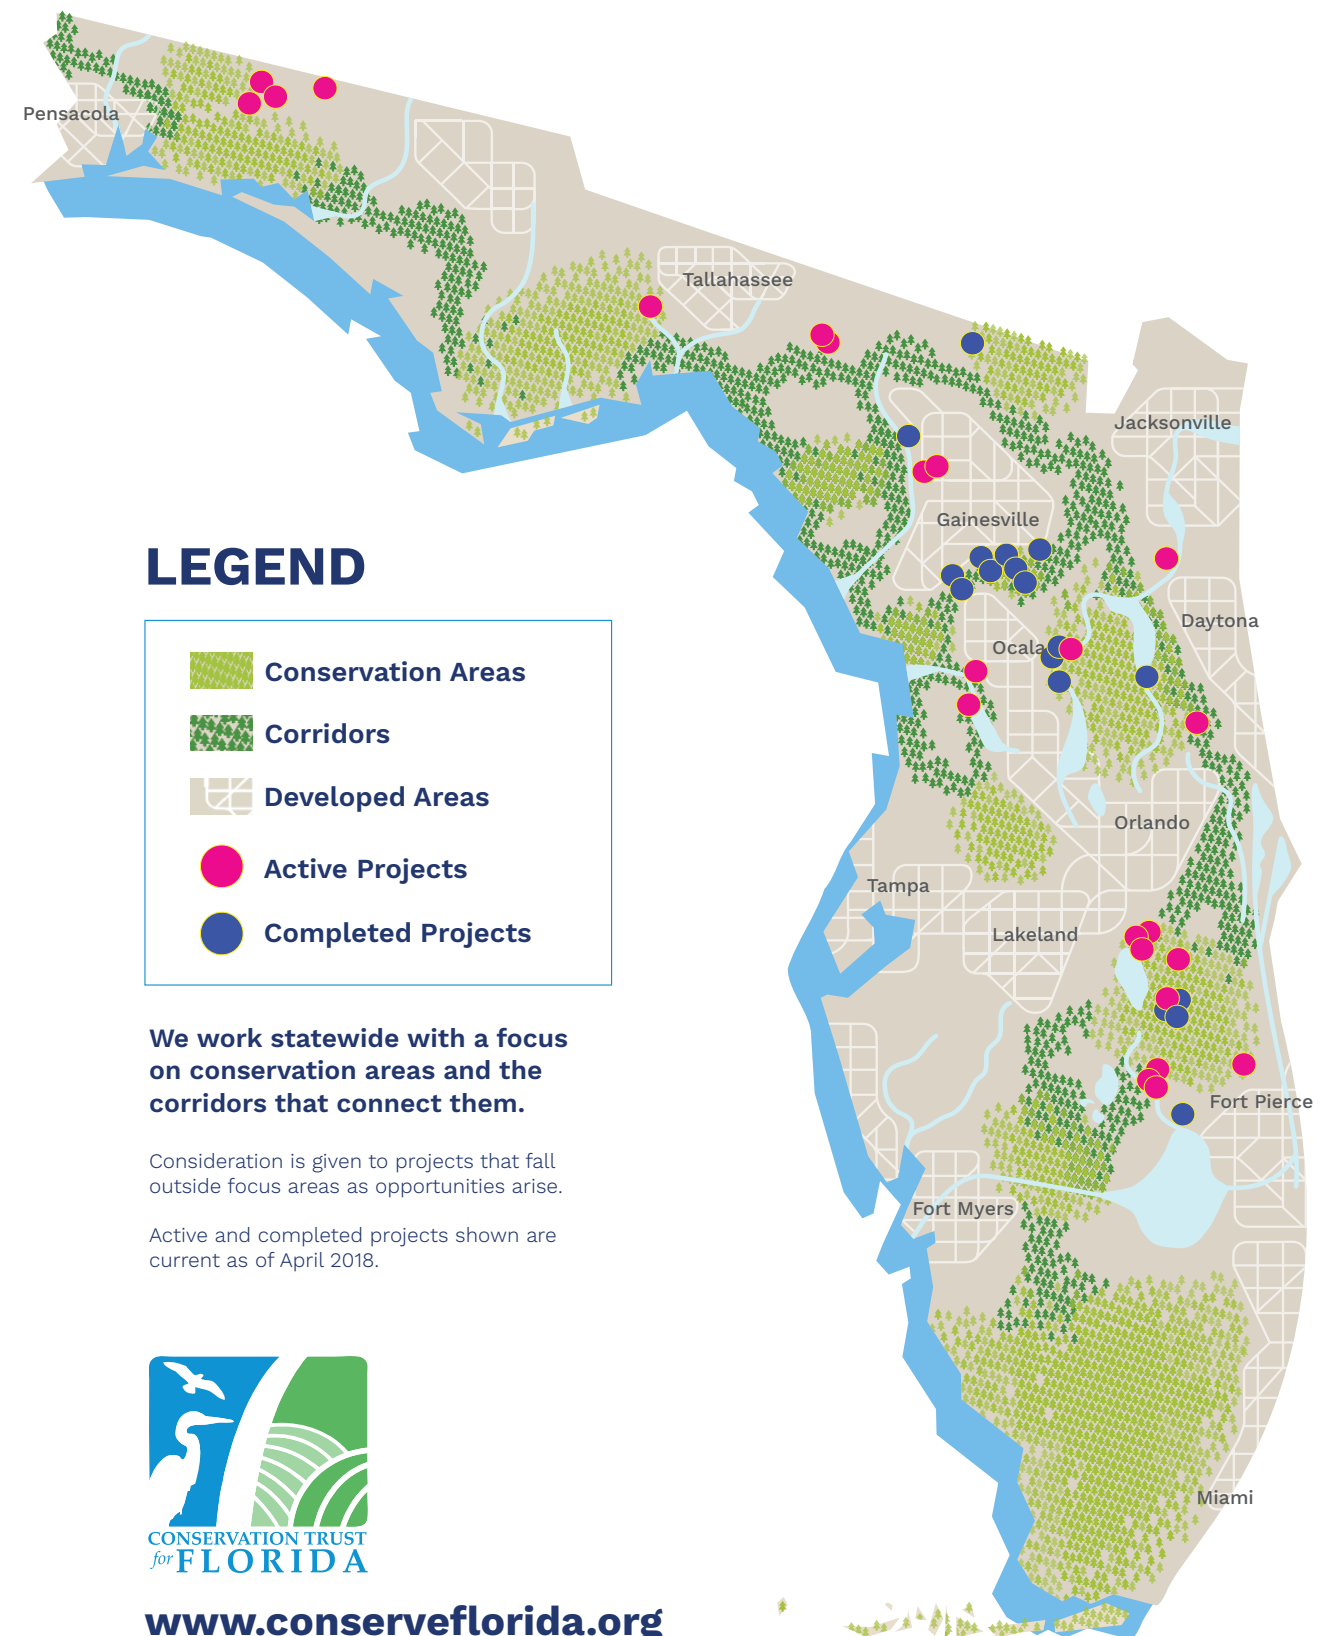 Pensacola
Tallahassee
Jacksonville
Gainesville
Daytona
Ocala
Orlando
Tampa
Lakeland
Fort Pierce
Fort Myers
Miami
LEGEND
Conservation Areas
Corridors
Developed Areas
Active Projects
Completed Projects
We work statewide with a focus
on conservation areas and the
corridors that connect them.
Consideration is given to projects that fall
outside focus areas as opportunities arise.
Active and completed projects shown are
current as of April 2018.
CONSERVATION TRUST
for FLORIDA
www.conserveflorida.org